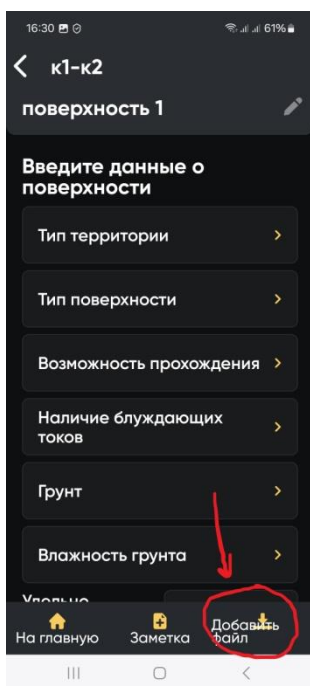 16:30
61%
к1-к2
поверхность 1
Введите данные о
поверхности
Тип территории
Тип поверхности
Возможность прохождения
Наличие блуждающих
токов
Грунт
Влажность грунта
На главную
Заметка
Добавить
файл